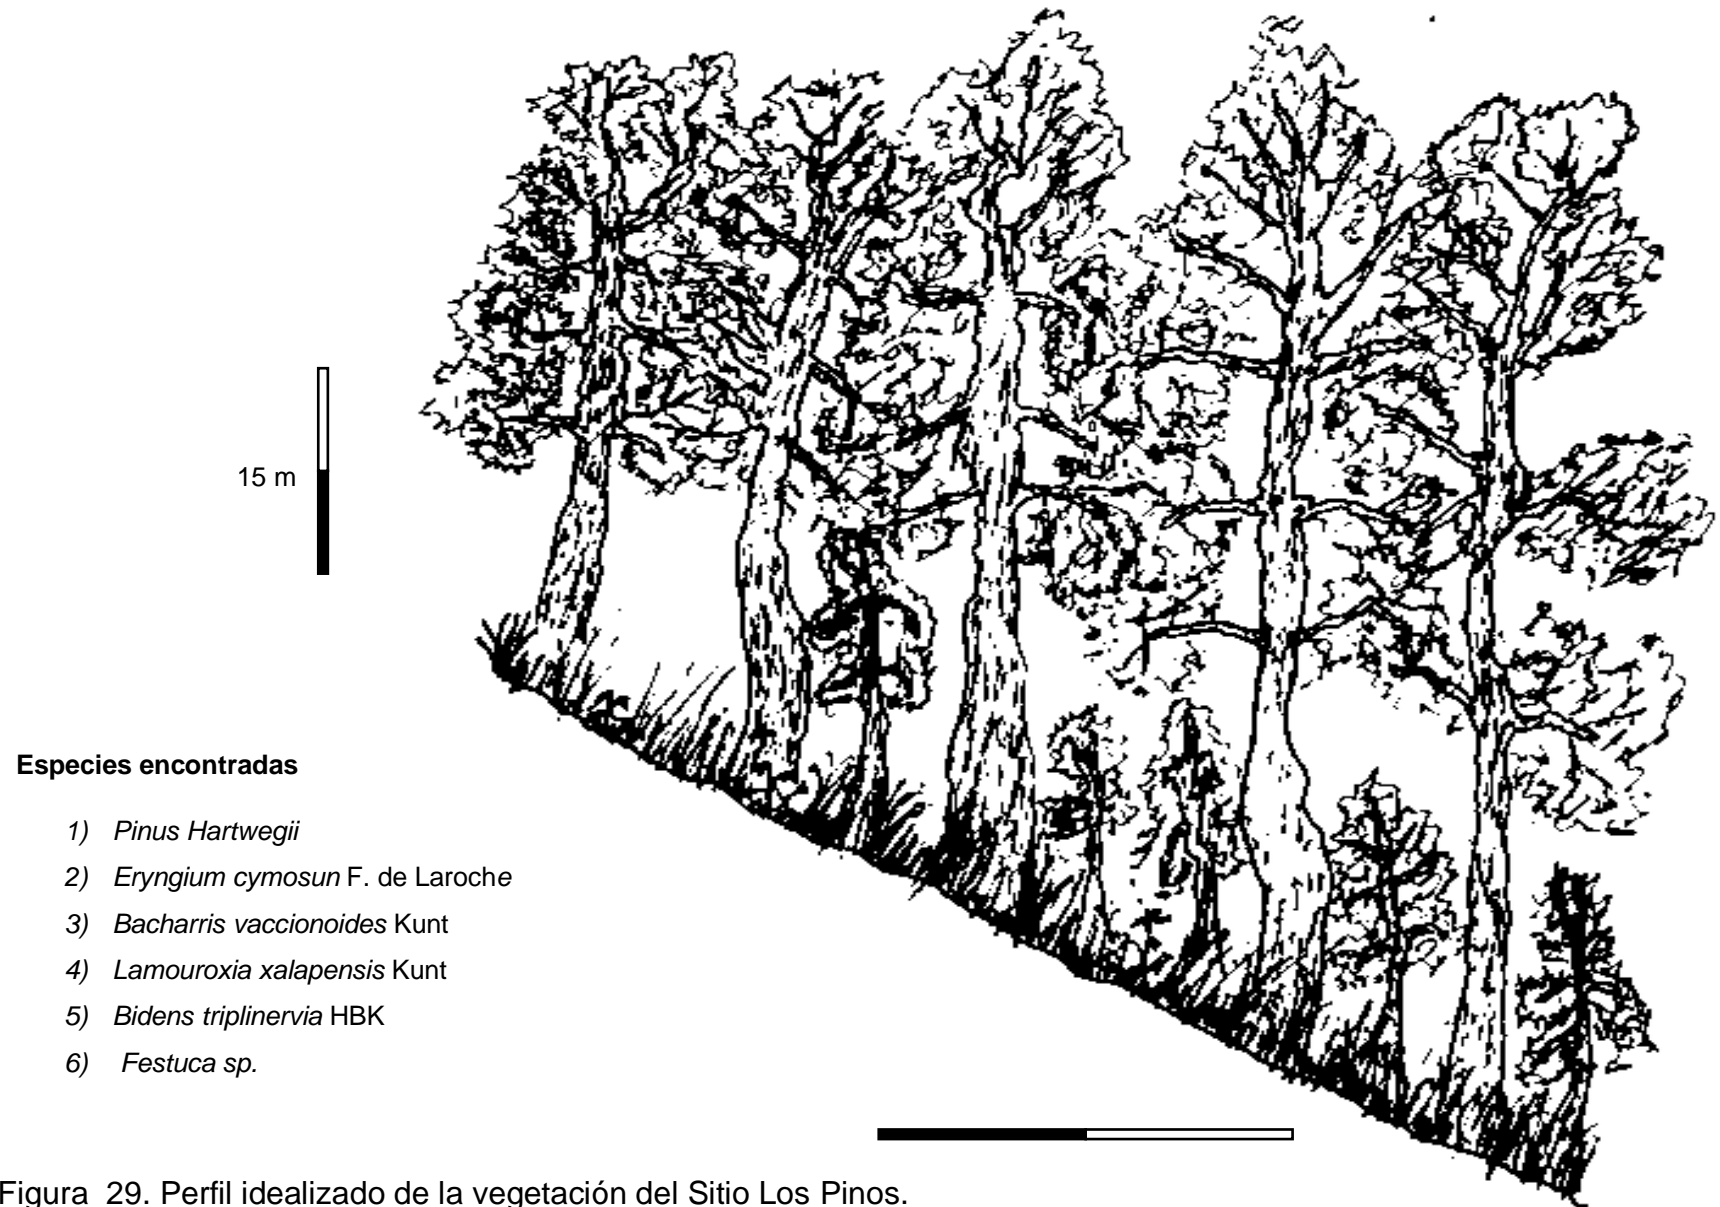 15 m
Especies encontradas
1) Pinus Hartwegii
2) Eryngium cymosun F. de Laroche
3) Bacharris vaccionoides Kunt
4) Lamouroxia xalapensis Kunt
5) Bidens triplinervia HBK
6) Festuca sp.
Figura 29. Perfil idealizado de la vegetación del Sitio Los Pinos.